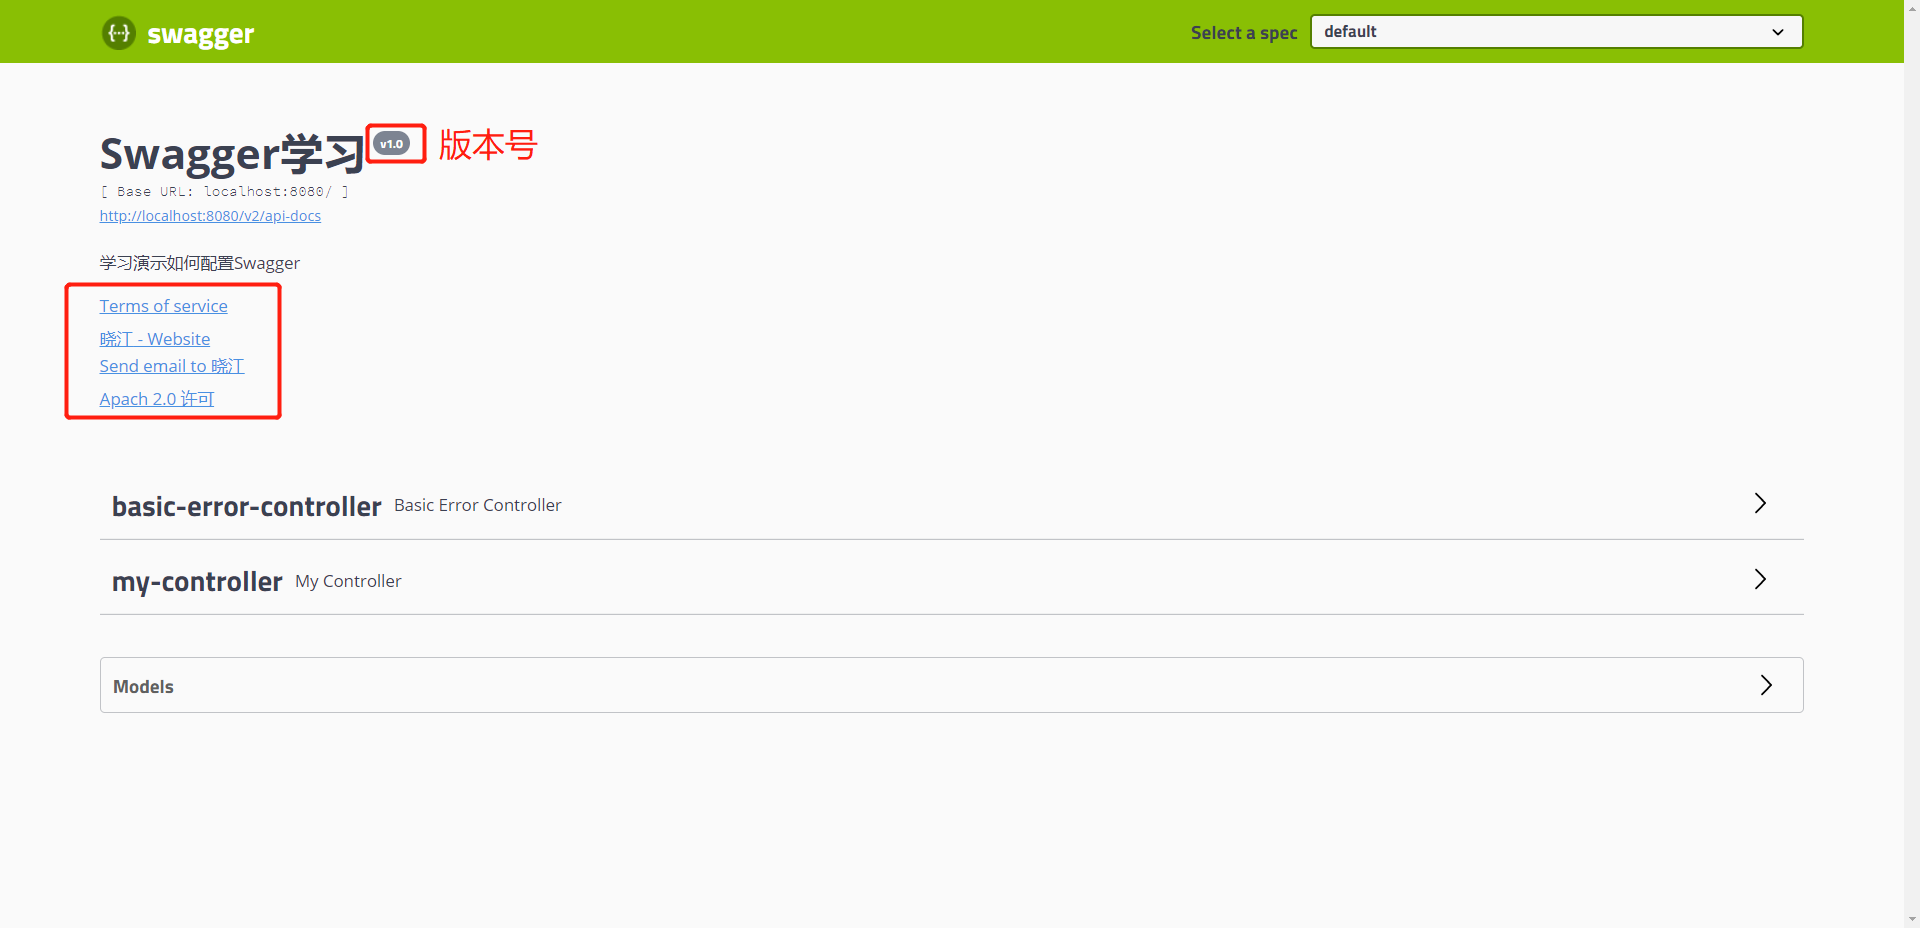 swagger
Select a spec default
Swagger学习 v1.0 版本号
[ Base URL: localhost:8080/ ]
http://localhost:8080/v2/api-docs
学习演示如何配置Swagger
Terms of service
晓汀 - Website
Send email to 晓汀
Apach 2.0 许可
basic-error-controller Basic Error Controller
my-controller My Controller
Models